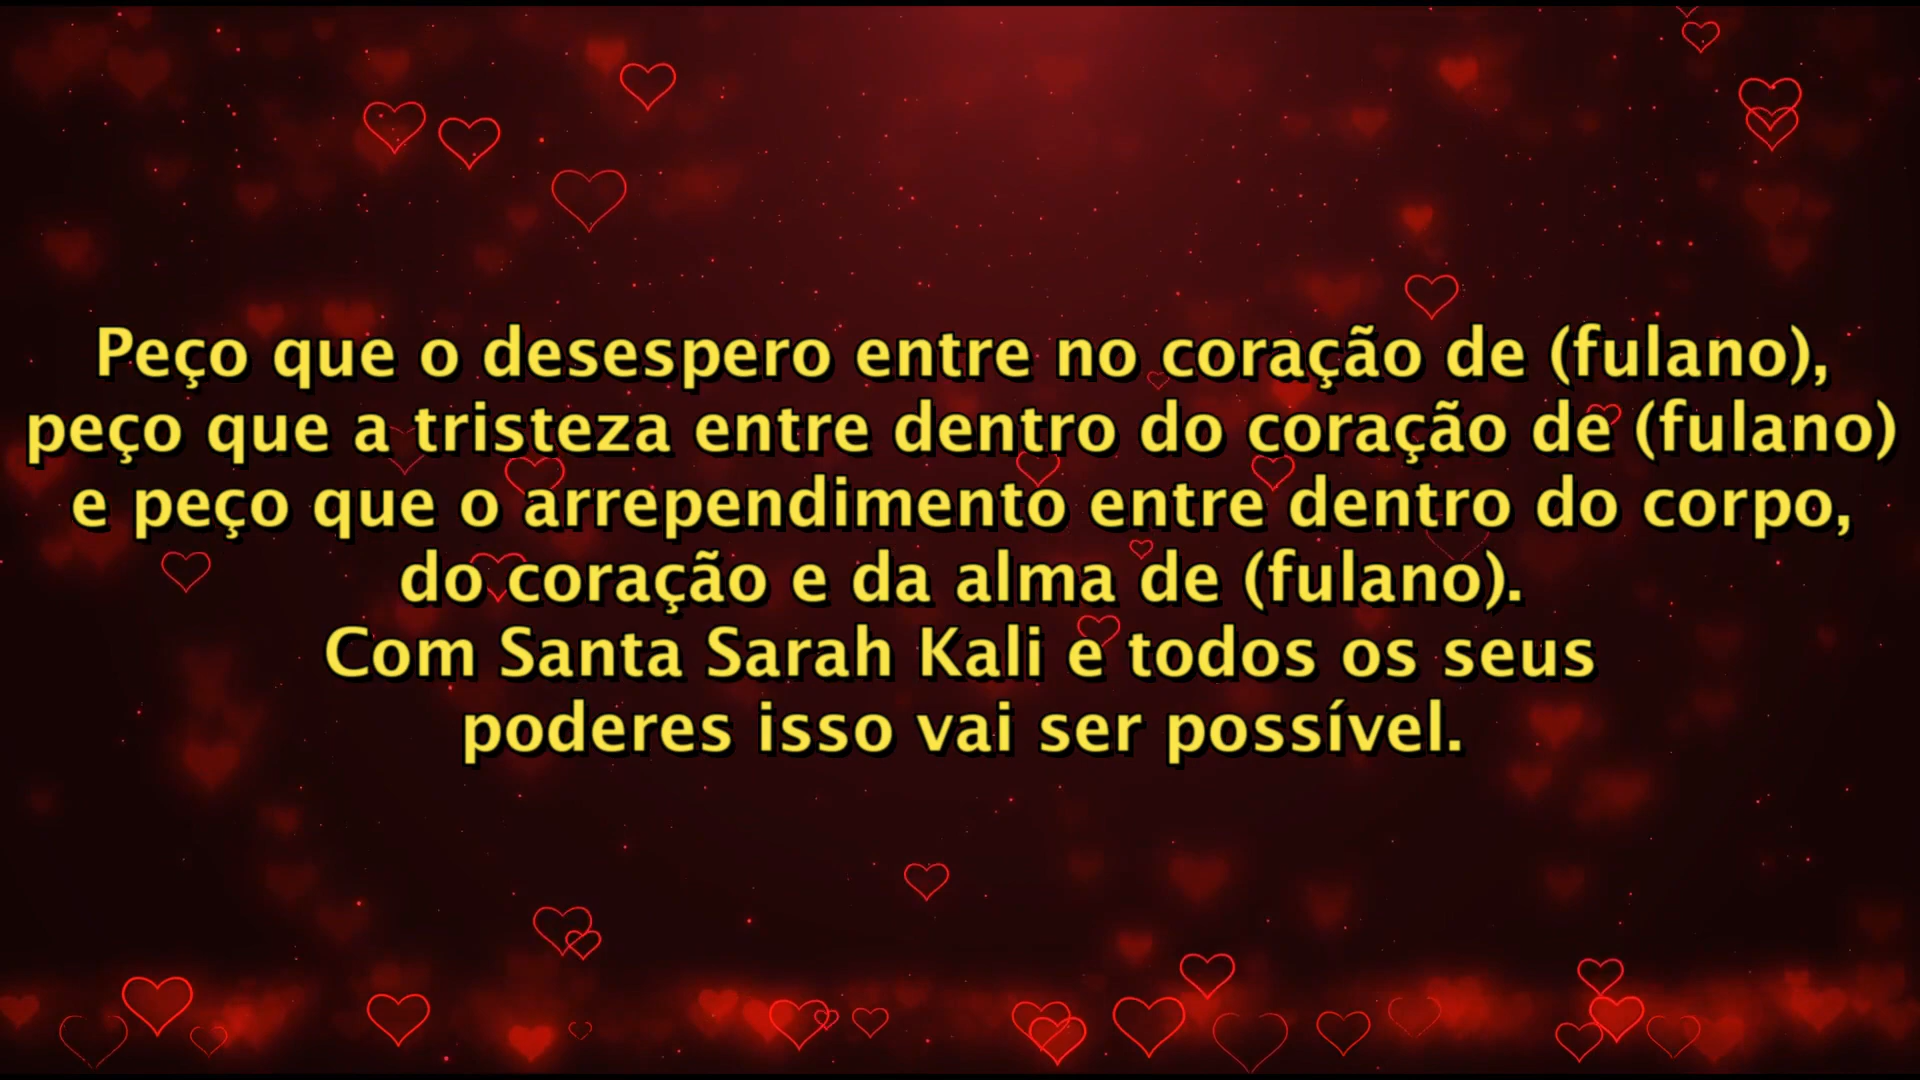 Peço que o desespero entre no coração de (fulano),
peço que a tristeza entre dentro do coração de (fulano)
e peço que o arrependimento entre dentro do corpo,
do coração e da alma de (fulano).
Com Santa Sarah Kali e todos os seus
poderes isso vai ser possível.